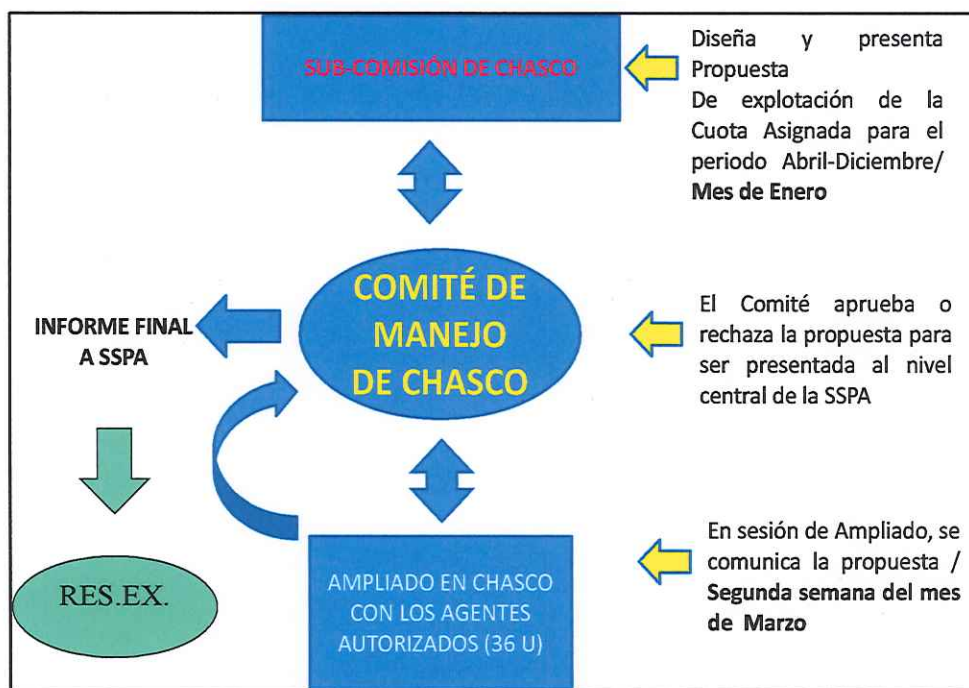 SUB-COMISIÓN DE CHASCO
Diseña y presenta
Propuesta
De explotación de la
Cuota Asignada para el
periodo Abril-Diciembre/
Mes de Enero
COMITÉ DE
MANEJO
DE CHASCO
INFORME FINAL
A SSPA
El Comité aprueba o
rechaza la propuesta para
ser presentada al nivel
central de la SSPA
RES.EX.
AMPLIADO EN CHASCO
CON LOS AGENTES
AUTORIZADOS (36 U)
En sesión de Ampliado, se
comunica la propuesta /
Segunda semana del mes
de Marzo